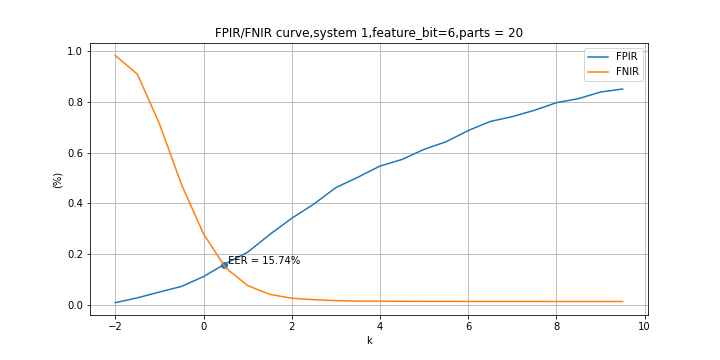 FPIR/FNIR curve,system 1,feature_bit=6,parts = 20
FPIR
FNIR
1.0
0.8
0.6
0.4
0.2
0.0
(%)
EER = 15.74%
−2
0
2
4
6
8
10
k